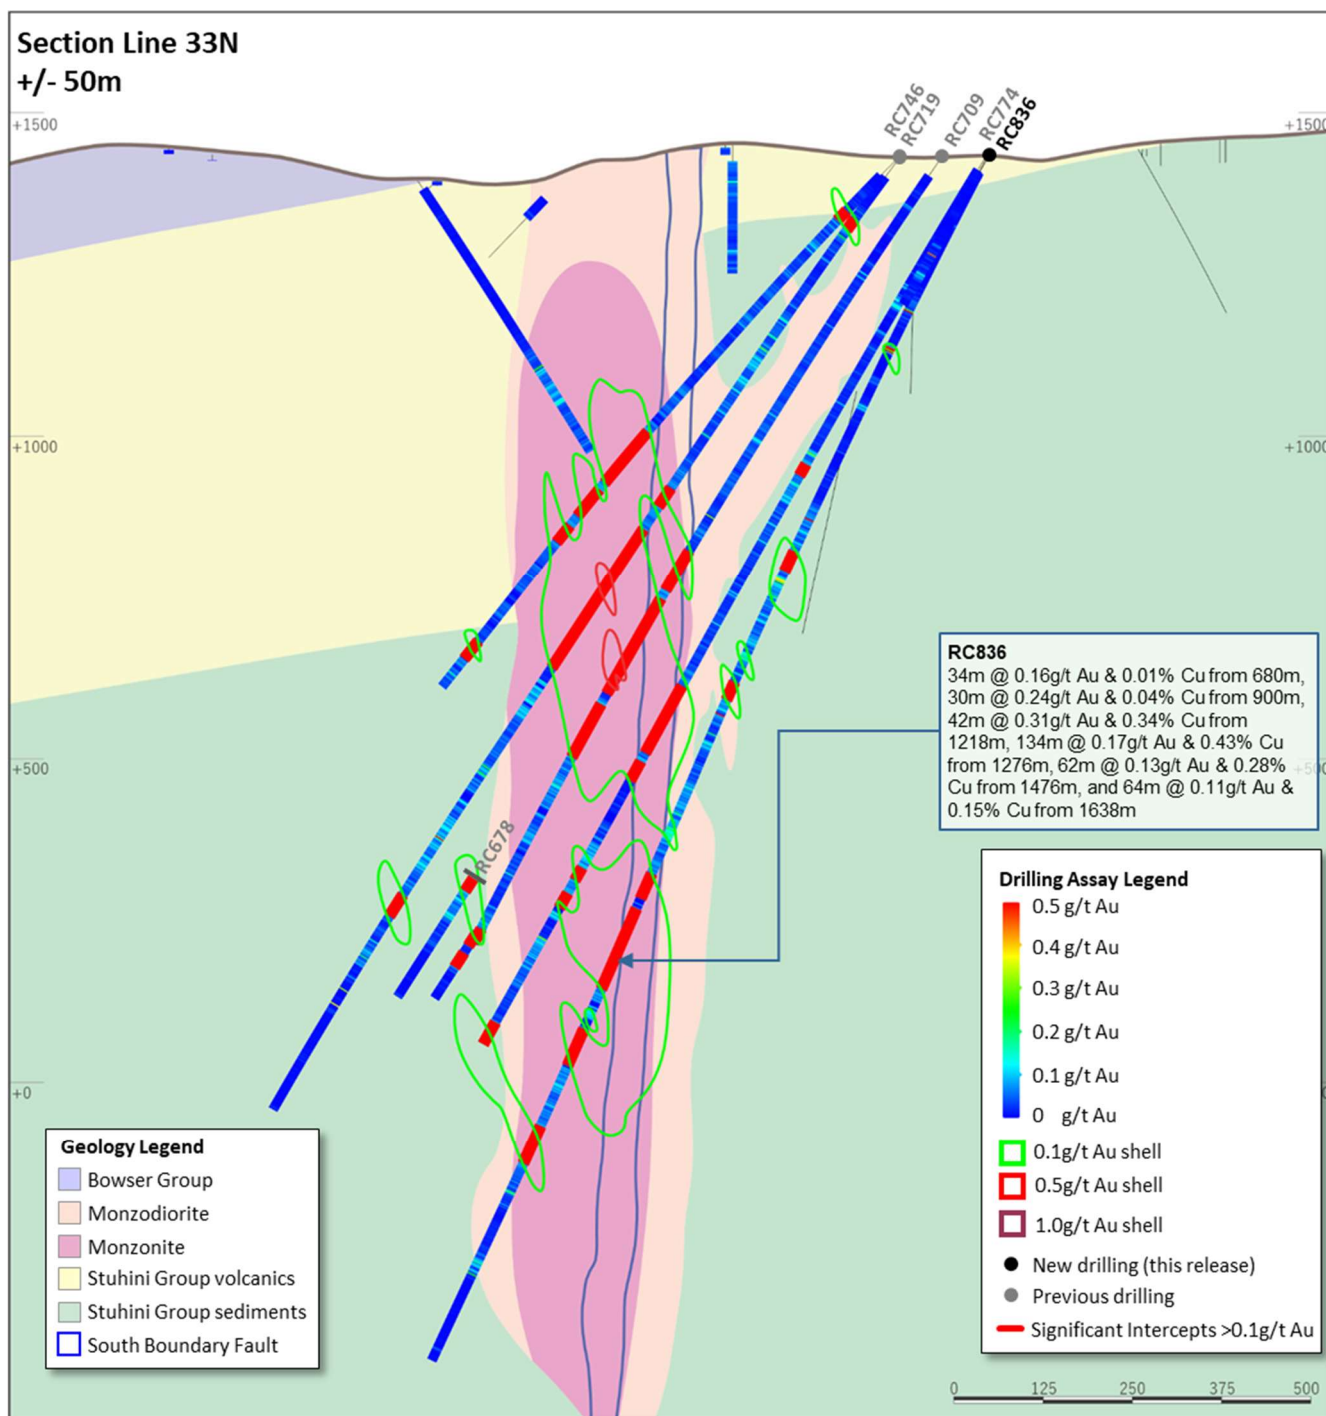 Section Line 33N
+/- 50m
RC746
RC719
RC709
RC774
RC836
+1500
+1500
+1000
+1000
+500
+500
+0
RC678
RC836
34m @ 0.16g/t Au & 0.01% Cu from 680m,
30m @ 0.24g/t Au & 0.04% Cu from 900m,
42m @ 0.31g/t Au & 0.34% Cu from
1218m, 134m @ 0.17g/t Au & 0.43% Cu
from 1276m, 62m @ 0.13g/t Au & 0.28%
Cu from 1476m, and 64m @ 0.11g/t Au &
0.15% Cu from 1638m
Drilling Assay Legend
0.5 g/t Au
0.4 g/t Au
0.3 g/t Au
0.2 g/t Au
0.1 g/t Au
0 g/t Au
0.1g/t Au shell
0.5g/t Au shell
1.0g/t Au shell
New drilling (this release)
Previous drilling
Significant Intercepts >0.1g/t Au
Geology Legend
Bowser Group
Monzodiorite
Monzonite
Stuhini Group volcanics
Stuhini Group sediments
South Boundary Fault
0 125 250 375 500